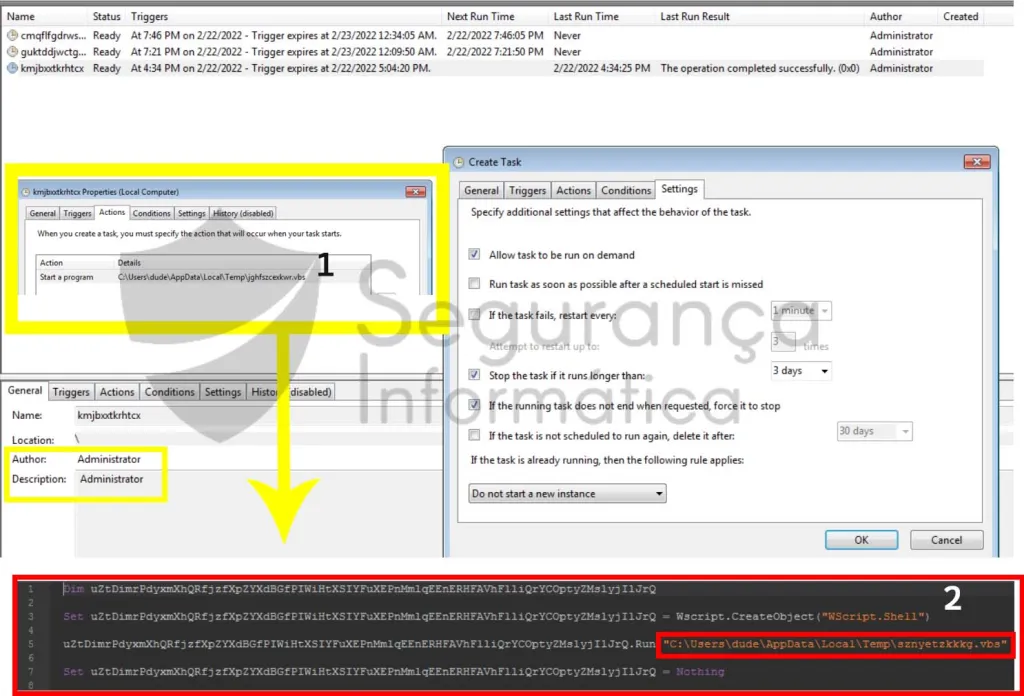 Name Status Triggers Next Run Time Last Run Time Last Run Result Author Created
cmqflfgdrws... Ready At 7:46 PM on 2/22/2022 - Trigger expires at 2/23/2022 12:34:05 AM. 2/22/2022 7:46:05 PM Never Administrator
guktddjwctg... Ready At 7:21 PM on 2/22/2022 - Trigger expires at 2/23/2022 12:09:50 AM. 2/22/2022 7:21:50 PM Never Administrator
kmjbxxtkrhtcx Ready At 4:34 PM on 2/22/2022 - Trigger expires at 2/22/2022 5:04:20 PM. 2/22/2022 4:34:25 PM The operation completed successfully. (0x0) Administrator
kmjbxxtkrhtcx Properties (Local Computer)
General Triggers Actions Conditions Settings History (disabled)
When you create a task, you must specify the action that will occur when your task starts.
Action Details
Start a program C:\Users\dude\AppData\Local\Temp\jghfszcexkwr.vbs
1
Create Task
General Triggers Actions Conditions Settings
Specify additional settings that affect the behavior of the task.
Allow task to be run on demand
Run task as soon as possible after a scheduled start is missed
If the task fails, restart every: 1 minute
Attempt to restart up to: 3 times
Stop the task if it runs longer than: 3 days
If the running task does not end when requested, force it to stop
If the task is not scheduled to run again, delete it after: 30 days
If the task is already running, then the following rule applies:
Do not start a new instance
OK Cancel
Segurança
Informática
General Triggers Actions Conditions Settings History (disabled)
Name: kmjbxxtkrhtcx
Location: \
Author: Administrator
Description: Administrator
2
1 Dim uZtDimrPdyxmXhQRfjzfXpZYXdBGfPIWiHtXSIYFuXEPnMmlqEEnERHFAVhFlliQrYCOptyZMslyjIlJrQ
2
3 Set uZtDimrPdyxmXhQRfjzfXpZYXdBGfPIWiHtXSIYFuXEPnMmlqEEnERHFAVhFlliQrYCOptyZMslyjIlJrQ = Wscript.CreateObject("WScript.Shell")
4
5 uZtDimrPdyxmXhQRfjzfXpZYXdBGfPIWiHtXSIYFuXEPnMmlqEEnERHFAVhFlliQrYCOptyZMslyjIlJrQ.Run "C:\Users\dude\AppData\Local\Temp\sznyetzkkkg.vbs"
6
7 Set uZtDimrPdyxmXhQRfjzfXpZYXdBGfPIWiHtXSIYFuXEPnMmlqEEnERHFAVhFlliQrYCOptyZMslyjIlJrQ = Nothing
8